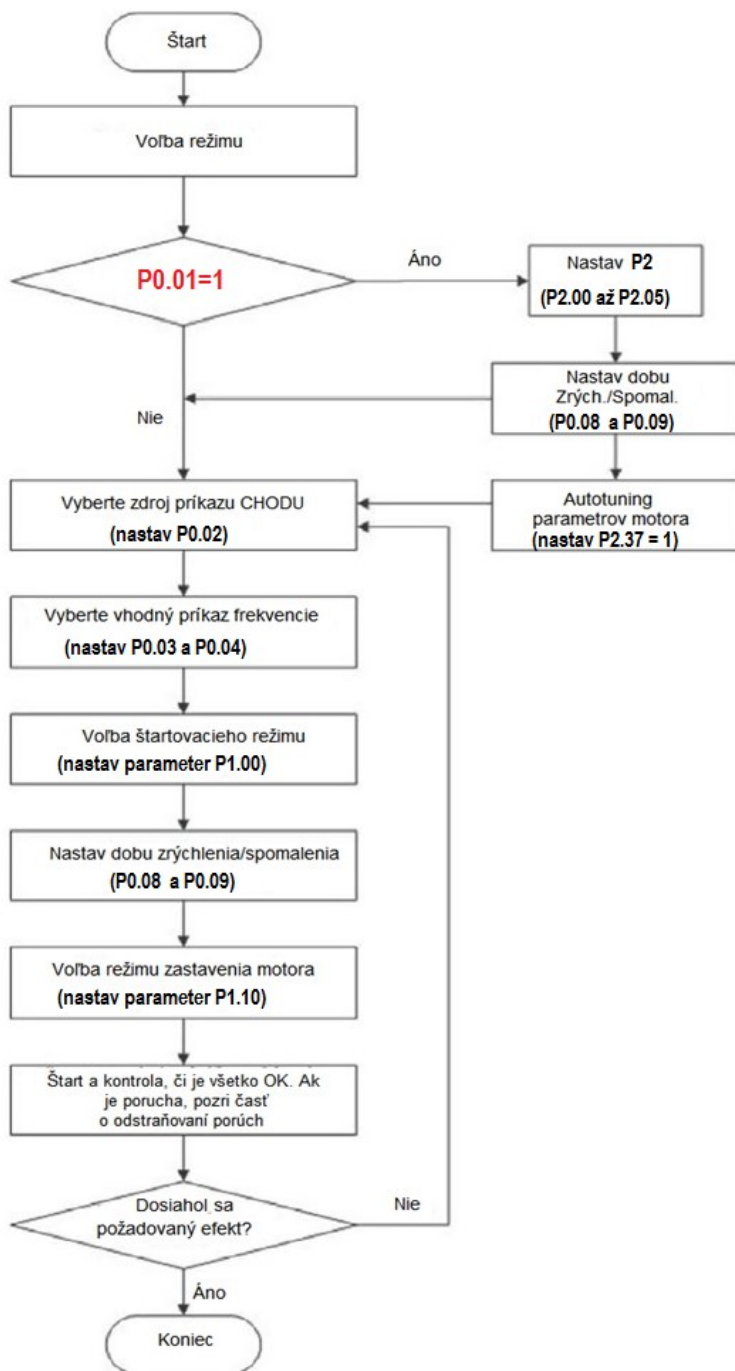 Štart
Voľba režimu
P0.01=1
Áno
Nastav P2
(P2.00 až P2.05)
Nastav dobu
Zrých./Spomal.
(P0.08 a P0.09)
Nie
Autotuning
parametrov motora
(nastav P2.37 = 1)
Vyberte zdroj príkazu CHODU
(nastav P0.02)
Vyberte vhodný príkaz frekvencie
(nastav P0.03 a P0.04)
Voľba štartovacieho režimu
(nastav parameter P1.00)
Nastav dobu zrýchlenia/spomalenia
(P0.08 a P0.09)
Voľba režimu zastavenia motora
(nastav parameter P1.10)
Štart a kontrola, či je všetko OK. Ak
je porucha, pozri časť
o odstraňovaní porúch
Dosiahol sa
požadovaný efekt?
Nie
Áno
Koniec